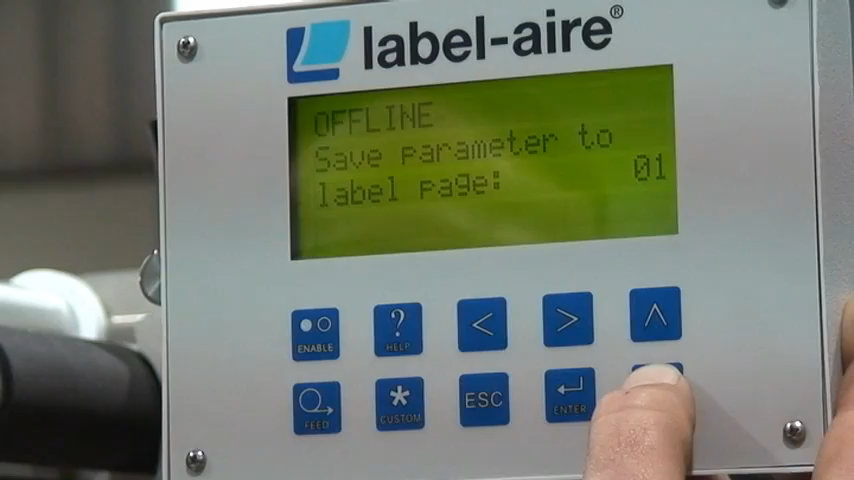 label-aire®
OFFLINE
Save parameter to
label page: 01
ENABLE
? HELP
< > ^
FEED
* CUSTOM
ESC
ENTER